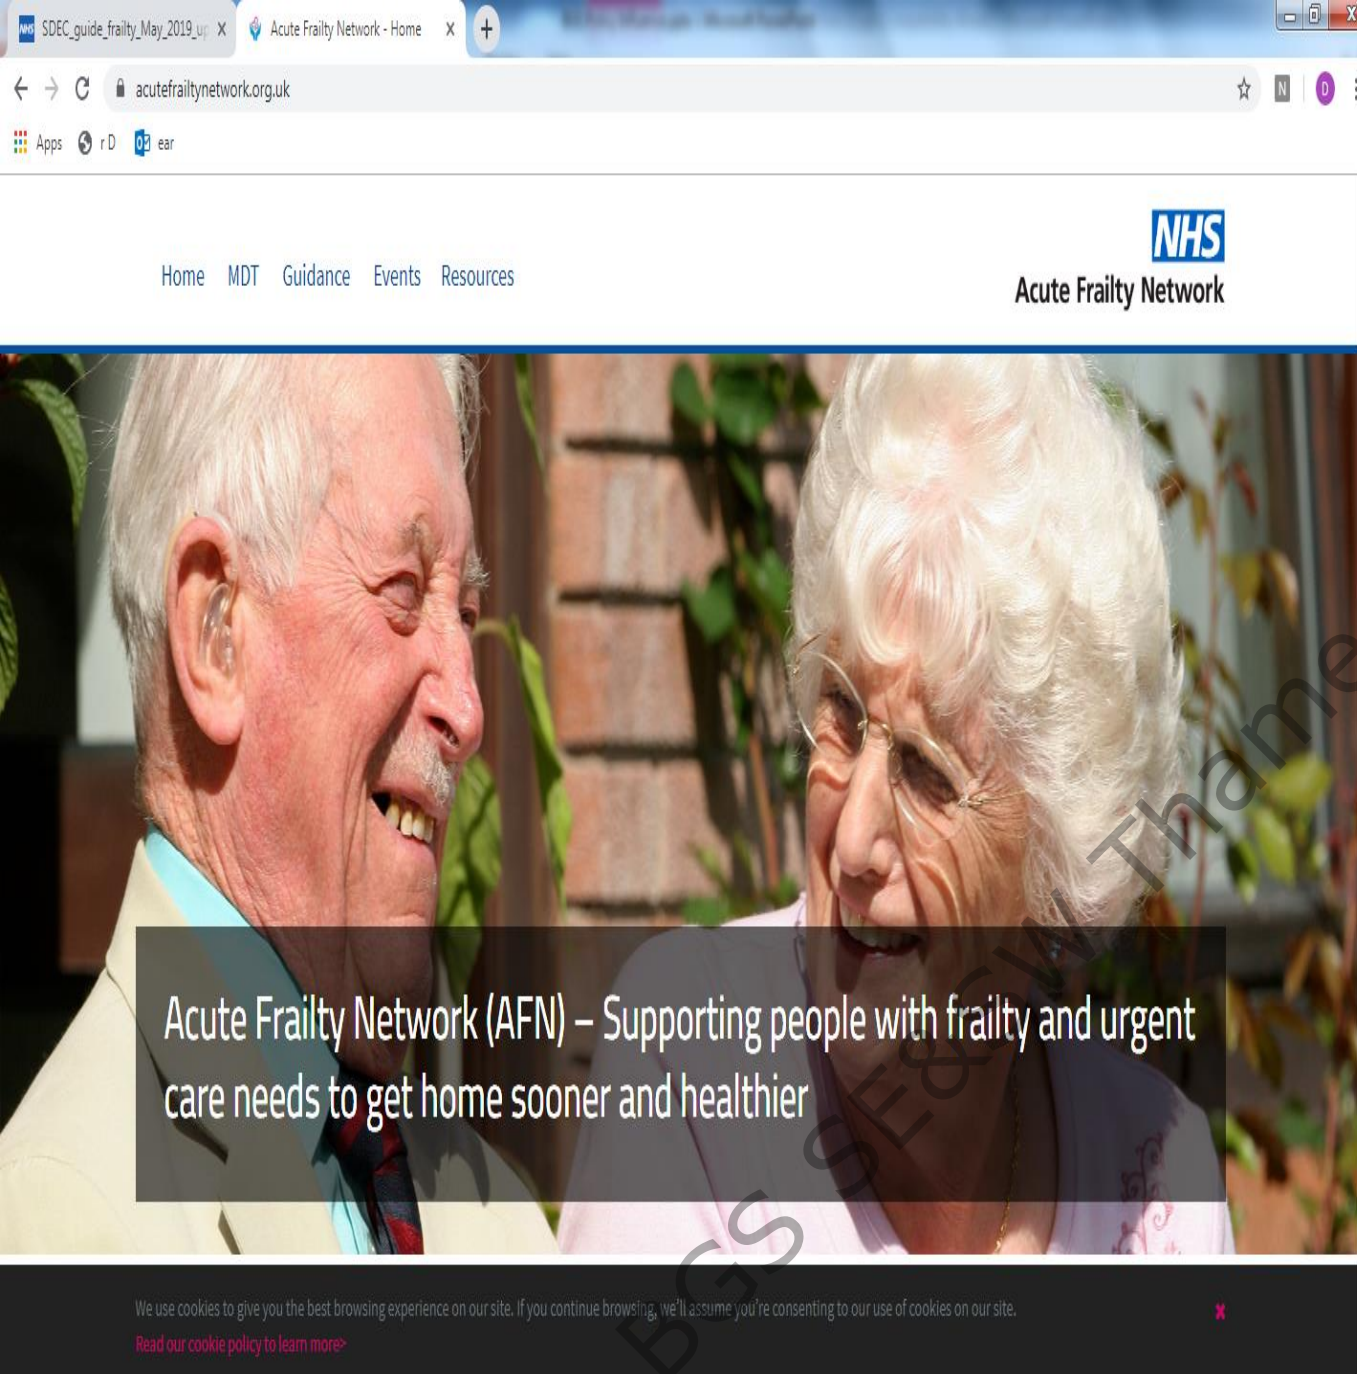 NHS SDEC_guide_frailty_May_2019_up
Acute Frailty Network - Home
acutefrailtynetwork.org.uk
N
D
Apps
r D
ear
NHS
Acute Frailty Network
Home MDT Guidance Events Resources
Acute Frailty Network (AFN) – Supporting people with frailty and urgent
care needs to get home sooner and healthier
We use cookies to give you the best browsing experience on our site. If you continue browsing, we'll assume you're consenting to our use of cookies on our site.
Read our cookie policy to learn more>
BGS SE&SW Thame